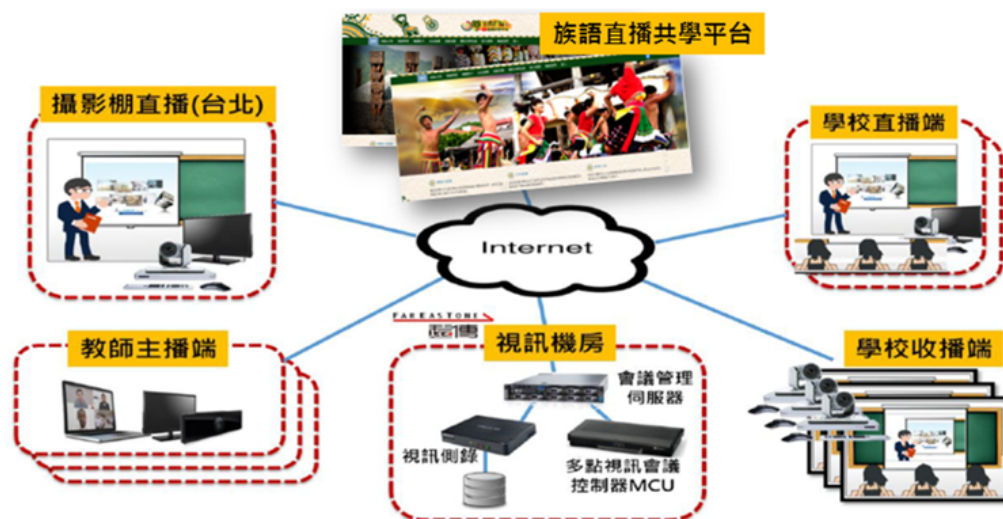 族語直播共學平台
攝影棚直播(台北)
學校直播端
Internet
FAREASTONE
遠傳
教師主播端
視訊機房
學校收播端
會議管理
伺服器
視訊側錄
多點視訊會議
控制器MCU